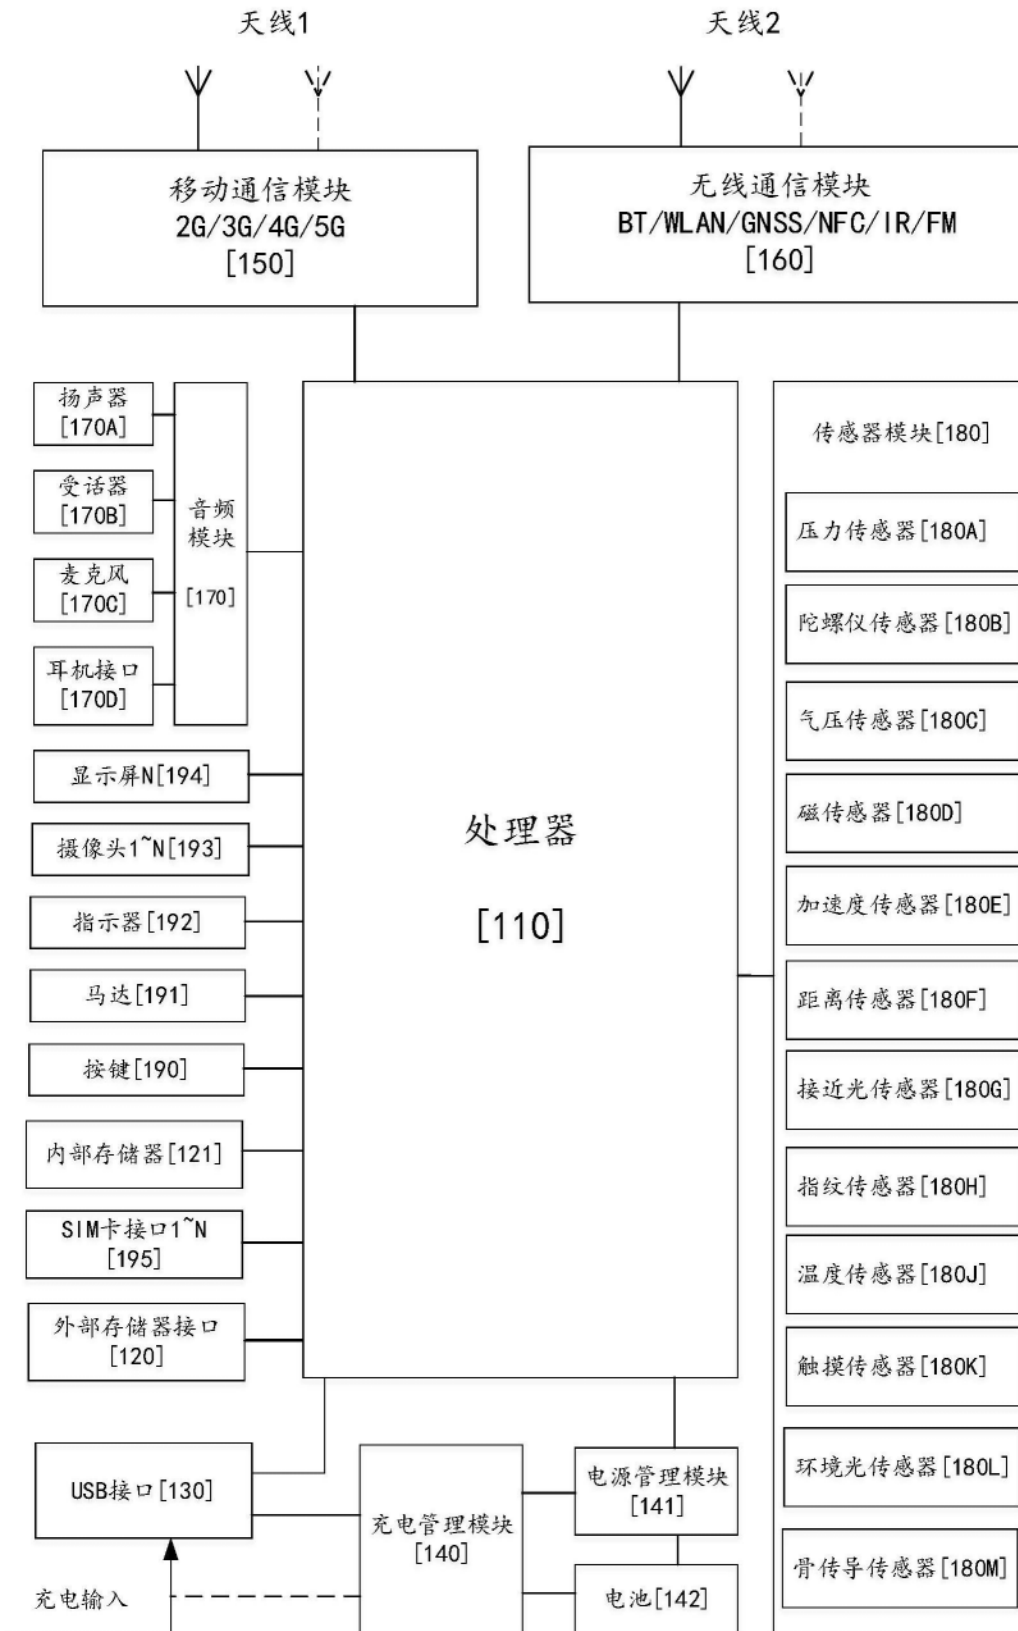 天线1
天线2
移动通信模块
2G/3G/4G/5G
[150]
无线通信模块
BT/WLAN/GNSS/NFC/IR/FM
[160]
扬声器
[170A]
受话器
[170B]
麦克风
[170C]
耳机接口
[170D]
音频
模块
[170]
显示屏N[194]
摄像头1~N[193]
指示器[192]
马达[191]
按键[190]
内部存储器[121]
SIM卡接口1~N
[195]
外部存储器接口
[120]
处理器
[110]
传感器模块[180]
压力传感器[180A]
陀螺仪传感器[180B]
气压传感器[180C]
磁传感器[180D]
加速度传感器[180E]
距离传感器[180F]
接近光传感器[180G]
指纹传感器[180H]
温度传感器[180J]
触摸传感器[180K]
环境光传感器[180L]
骨传导传感器[180M]
USB接口[130]
充电输入
充电管理模块
[140]
电源管理模块
[141]
电池[142]